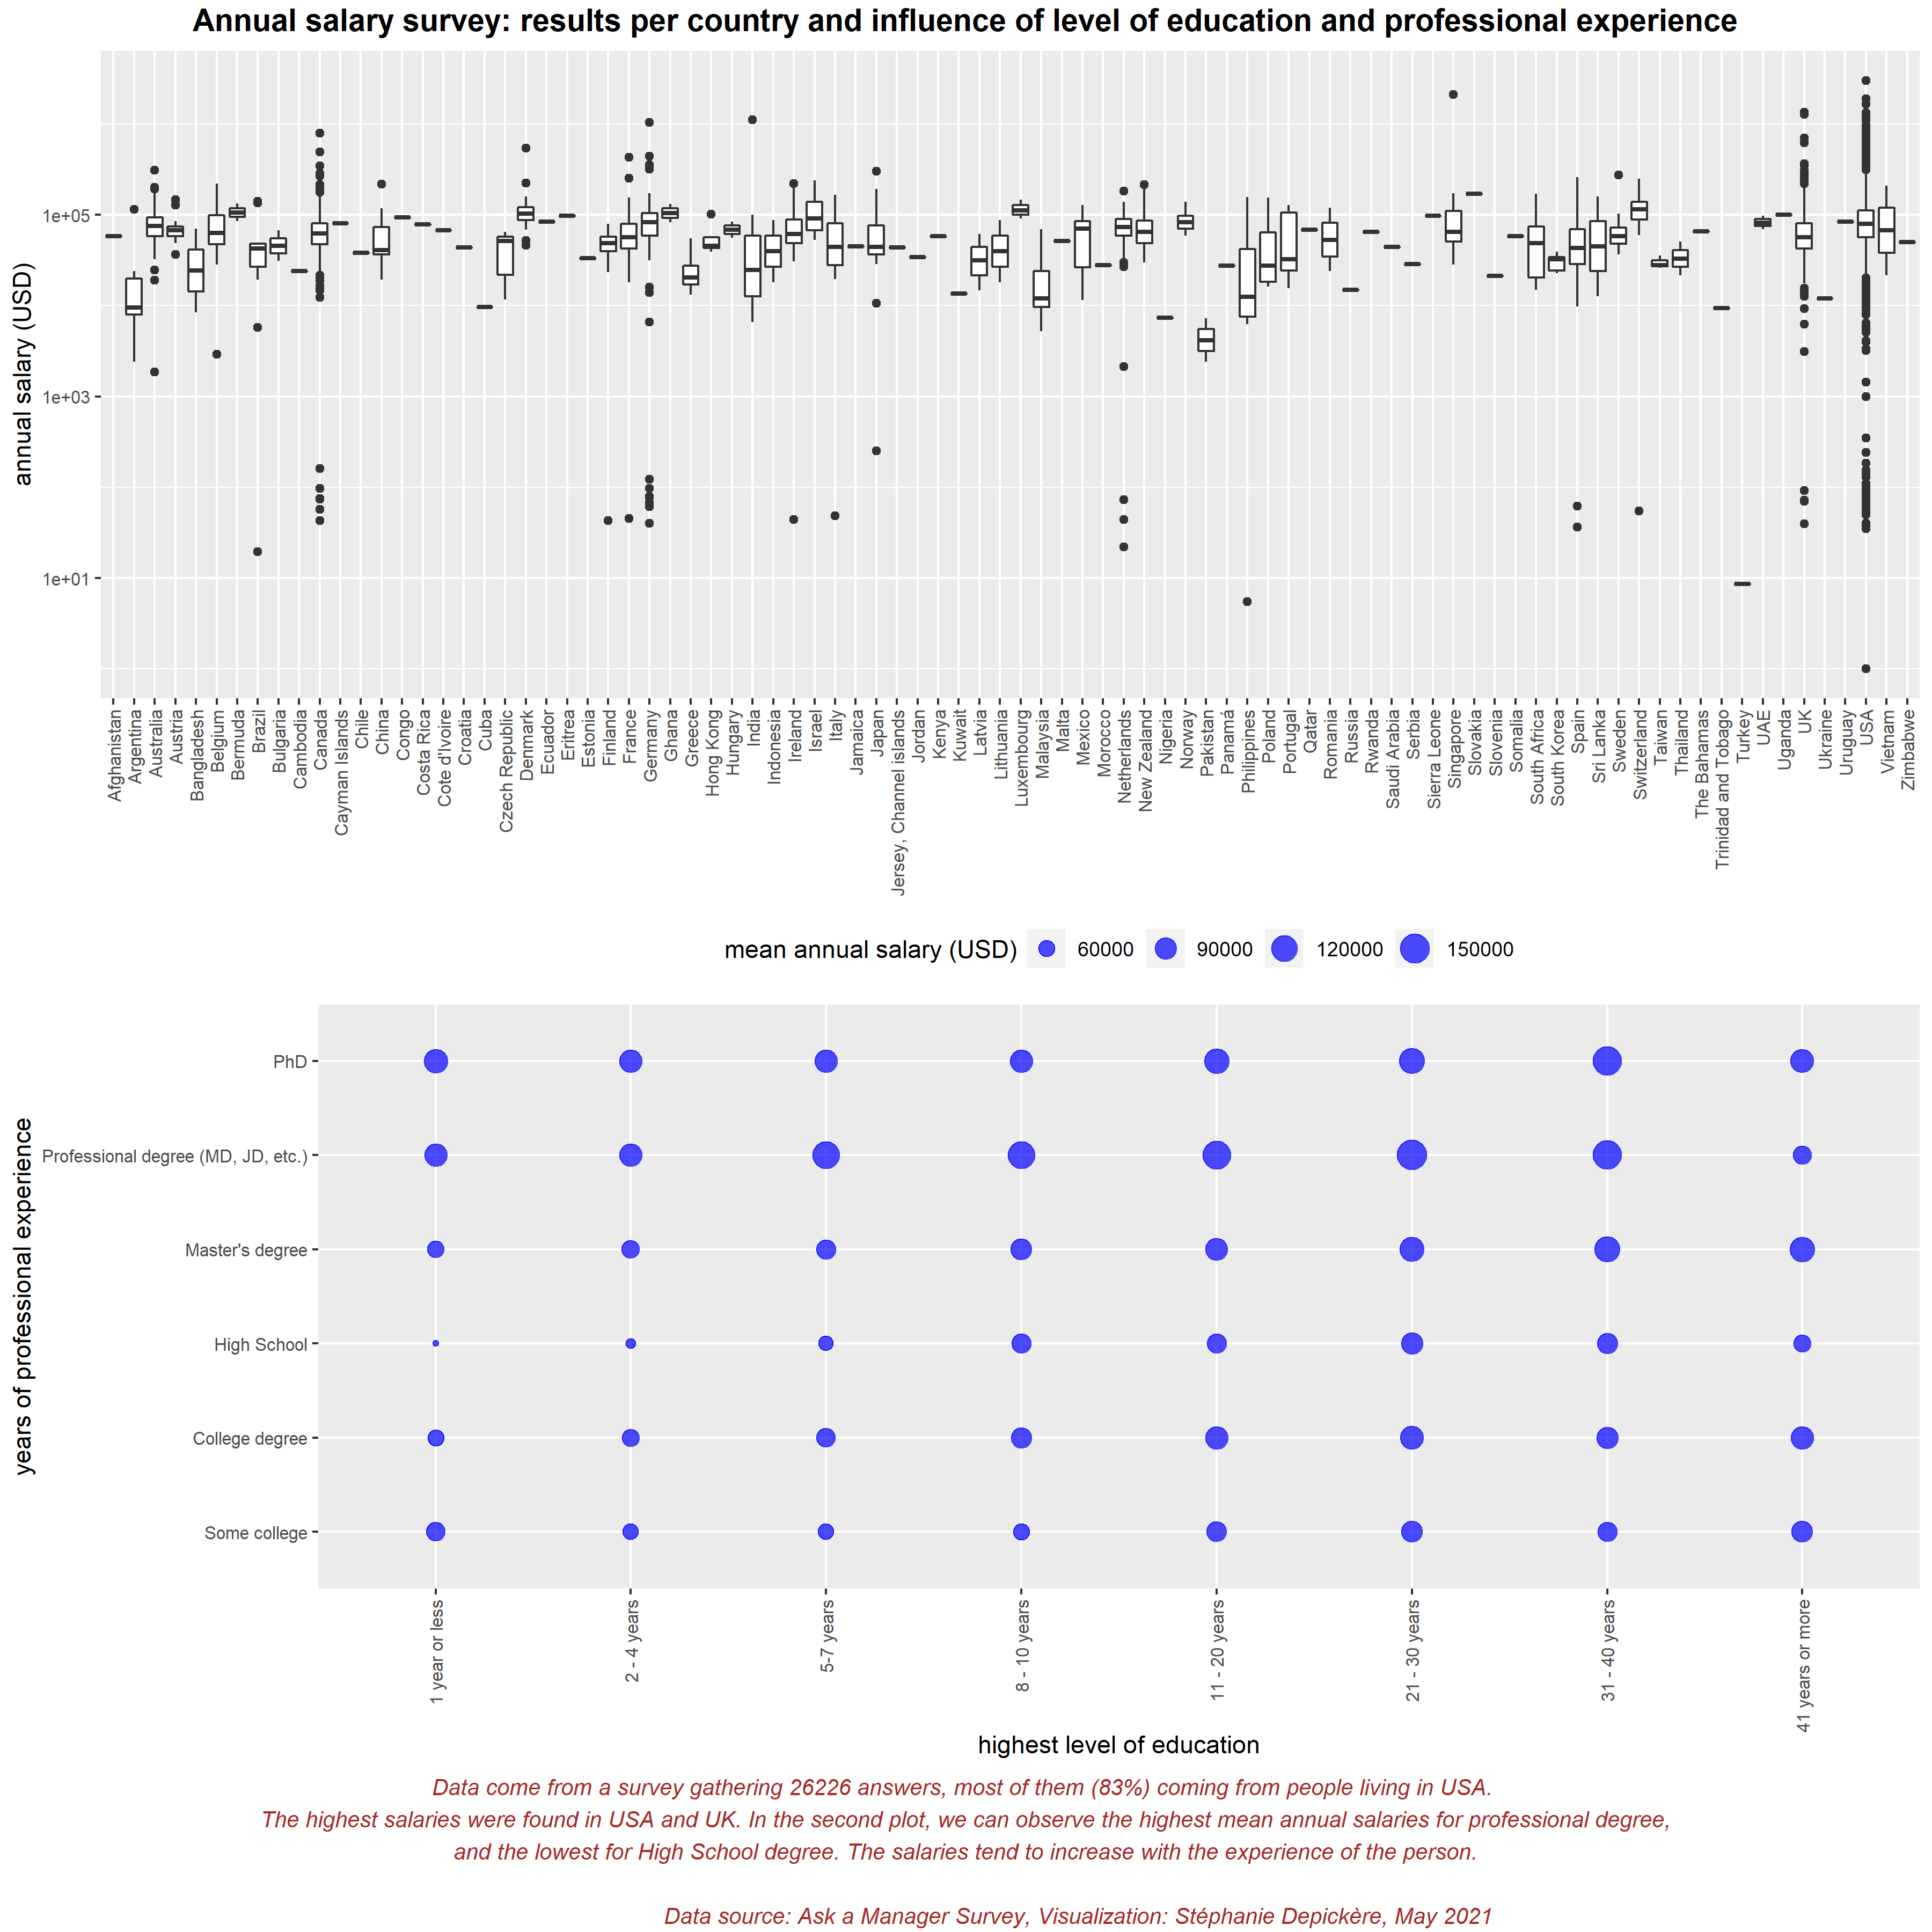 Annual salary survey: results per country and influence of level of education and professional experience
annual salary (USD)
1e+05
1e+03
1e+01
Afghanistan
Argentina
Australia
Austria
Bangladesh
Belgium
Bermuda
Brazil
Bulgaria
Cambodia
Canada
Cayman Islands
Chile
China
Congo
Costa Rica
Cote d'Ivoire
Croatia
Cuba
Czech Republic
Denmark
Ecuador
Eritrea
Estonia
Finland
France
Germany
Ghana
Greece
Hong Kong
Hungary
India
Indonesia
Ireland
Israel
Italy
Jamaica
Japan
Jersey, Channel islands
Jordan
Kenya
Kuwait
Latvia
Lithuania
Luxembourg
Malaysia
Malta
Mexico
Morocco
Netherlands
New Zealand
Nigeria
Norway
Pakistan
Panamá
Philippines
Poland
Portugal
Qatar
Romania
Russia
Rwanda
Saudi Arabia
Serbia
Sierra Leone
Singapore
Slovakia
Slovenia
Somalia
South Africa
South Korea
Spain
Sri Lanka
Sweden
Switzerland
Taiwan
Thailand
The Bahamas
Trinidad and Tobago
Turkey
UAE
Uganda
UK
Ukraine
Uruguay
USA
Vietnam
Zimbabwe
mean annual salary (USD) 60000 90000 120000 150000
years of professional experience
PhD
Professional degree (MD, JD, etc.)
Master's degree
High School
College degree
Some college
1 year or less
2 - 4 years
5-7 years
8 - 10 years
11 - 20 years
21 - 30 years
31 - 40 years
41 years or more
highest level of education
Data come from a survey gathering 26226 answers, most of them (83%) coming from people living in USA.
The highest salaries were found in USA and UK. In the second plot, we can observe the highest mean annual salaries for professional degree,
and the lowest for High School degree. The salaries tend to increase with the experience of the person.
Data source: Ask a Manager Survey, Visualization: Stéphanie Depickère, May 2021